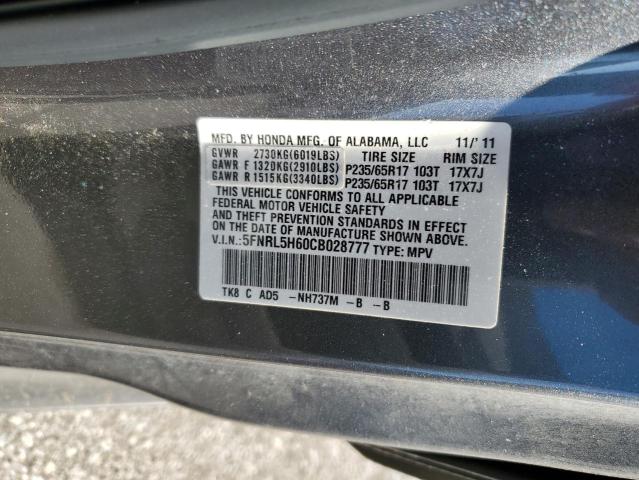 MFD. BY HONDA MFG. OF ALABAMA, LLC 11/'11
GVWR 2730KG(6019LBS) TIRE SIZE RIM SIZE
GAWR F 1320KG(2910LBS) P235/65R17 103T 17X7J
GAWR R 1515KG(3340LBS) P235/65R17 103T 17X7J
THIS VEHICLE CONFORMS TO ALL APPLICABLE
FEDERAL MOTOR VEHICLE SAFETY
AND THEFT PREVENTION STANDARDS IN EFFECT
ON THE DATE OF MANUFACTURE SHOWN ABOVE.
V.I.N.:5FNRL5H60CB028777 TYPE: MPV
TK8 C AD5 -NH737M -B -B